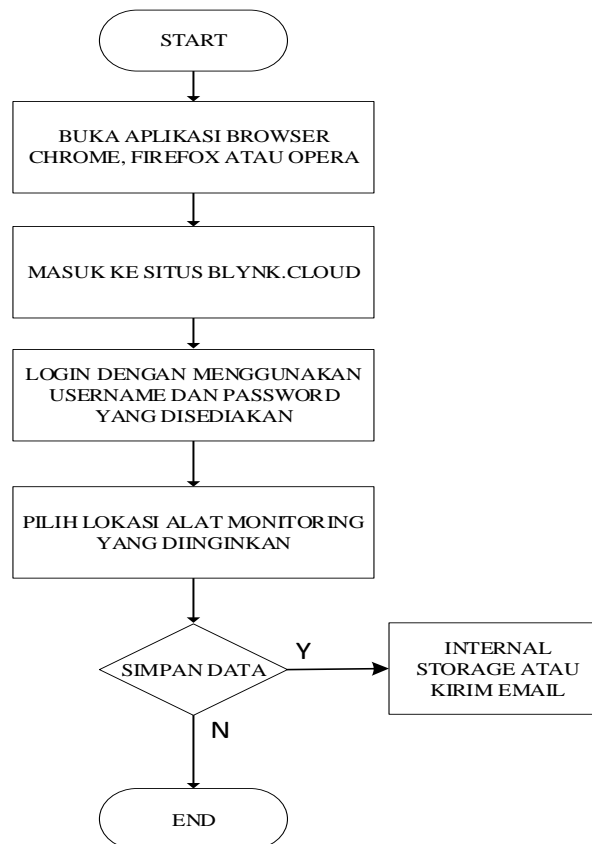 START
BUKA APLIKASI BROWSER
CHROME, FIREFOX ATAU OPERA
MASUK KE SITUS BLYNK.CLOUD
LOGIN DENGAN MENGGUNAKAN
USERNAME DAN PASSWORD
YANG DISEDIAKAN
PILIH LOKASI ALAT MONITORING
YANG DIINGINKAN
SIMPAN DATA
Y
INTERNAL
STORAGE ATAU
KIRIM EMAIL
N
END